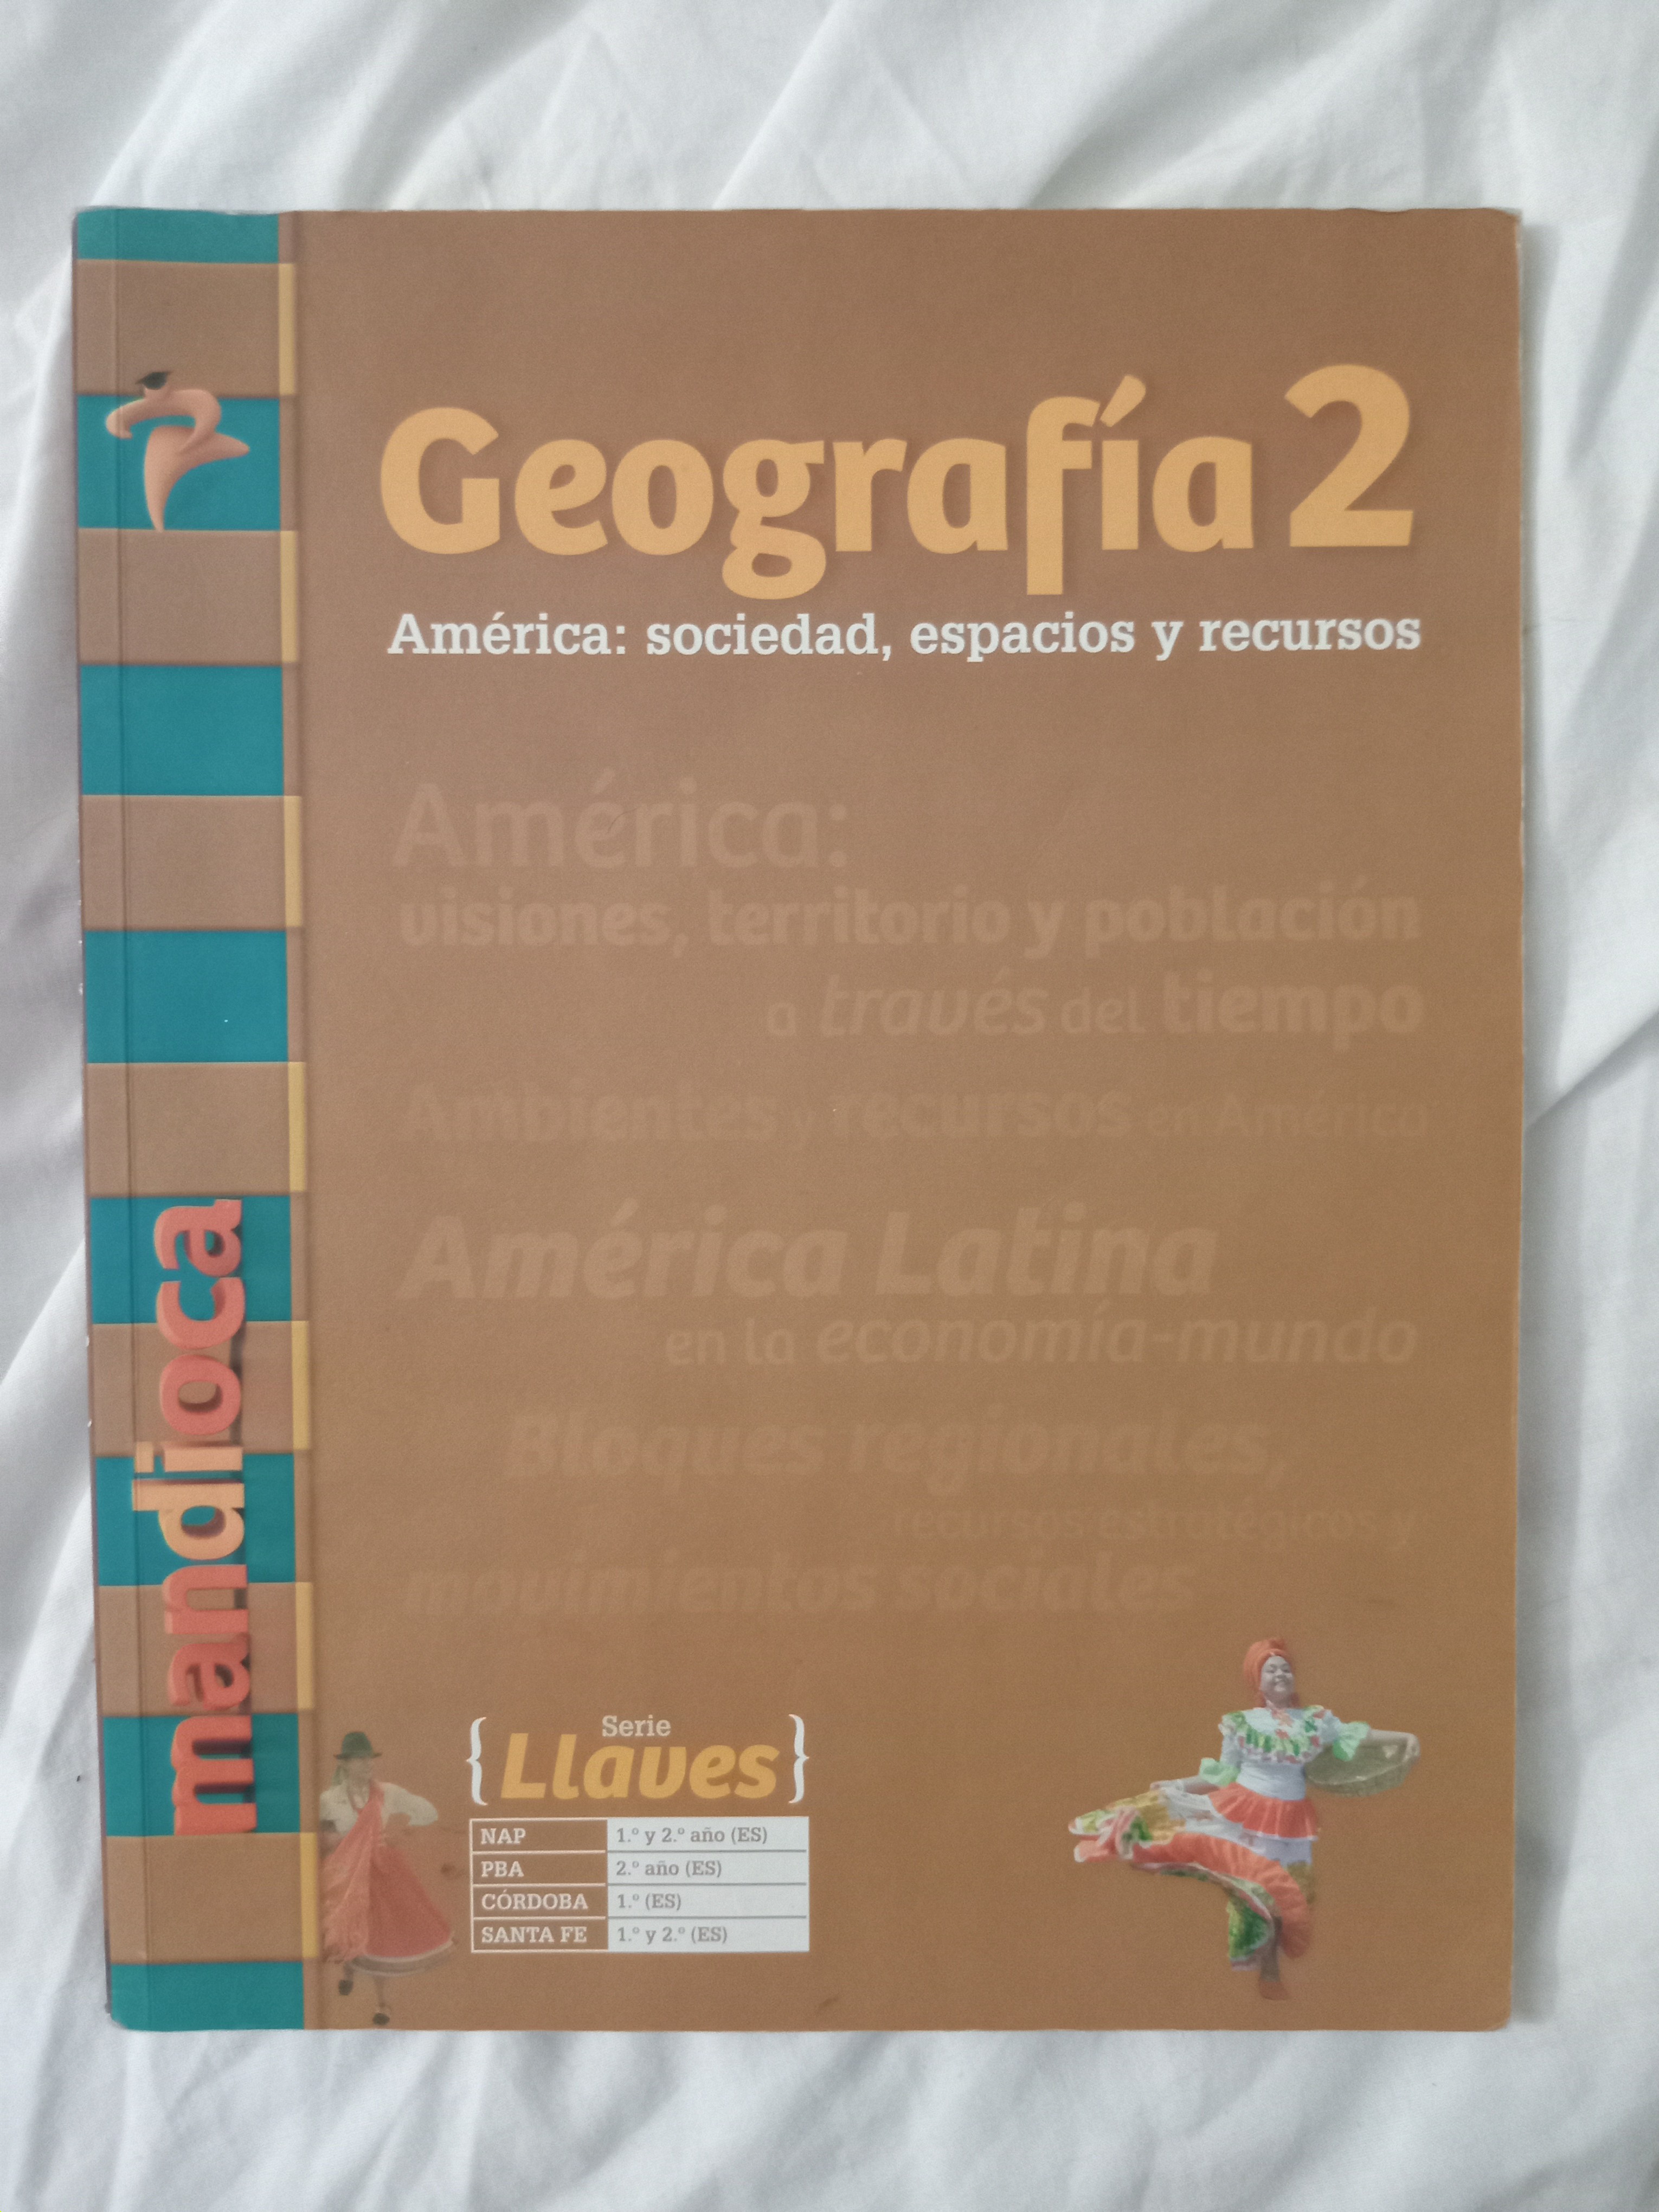 Geografía 2
América: sociedad, espacios y recursos
América:
visiones, territorio y población
a través del tiempo
Ambientes y recursos en América
América Latina
en la economía-mundo
Bloques regionales,
recursos estratégicos y
movimientos sociales
mandioca
{Serie
Llaves}
NAP 1.º y 2.º año (ES)
PBA 2.º año (ES)
CÓRDOBA 1.º (ES)
SANTA FE 1.º y 2.º (ES)